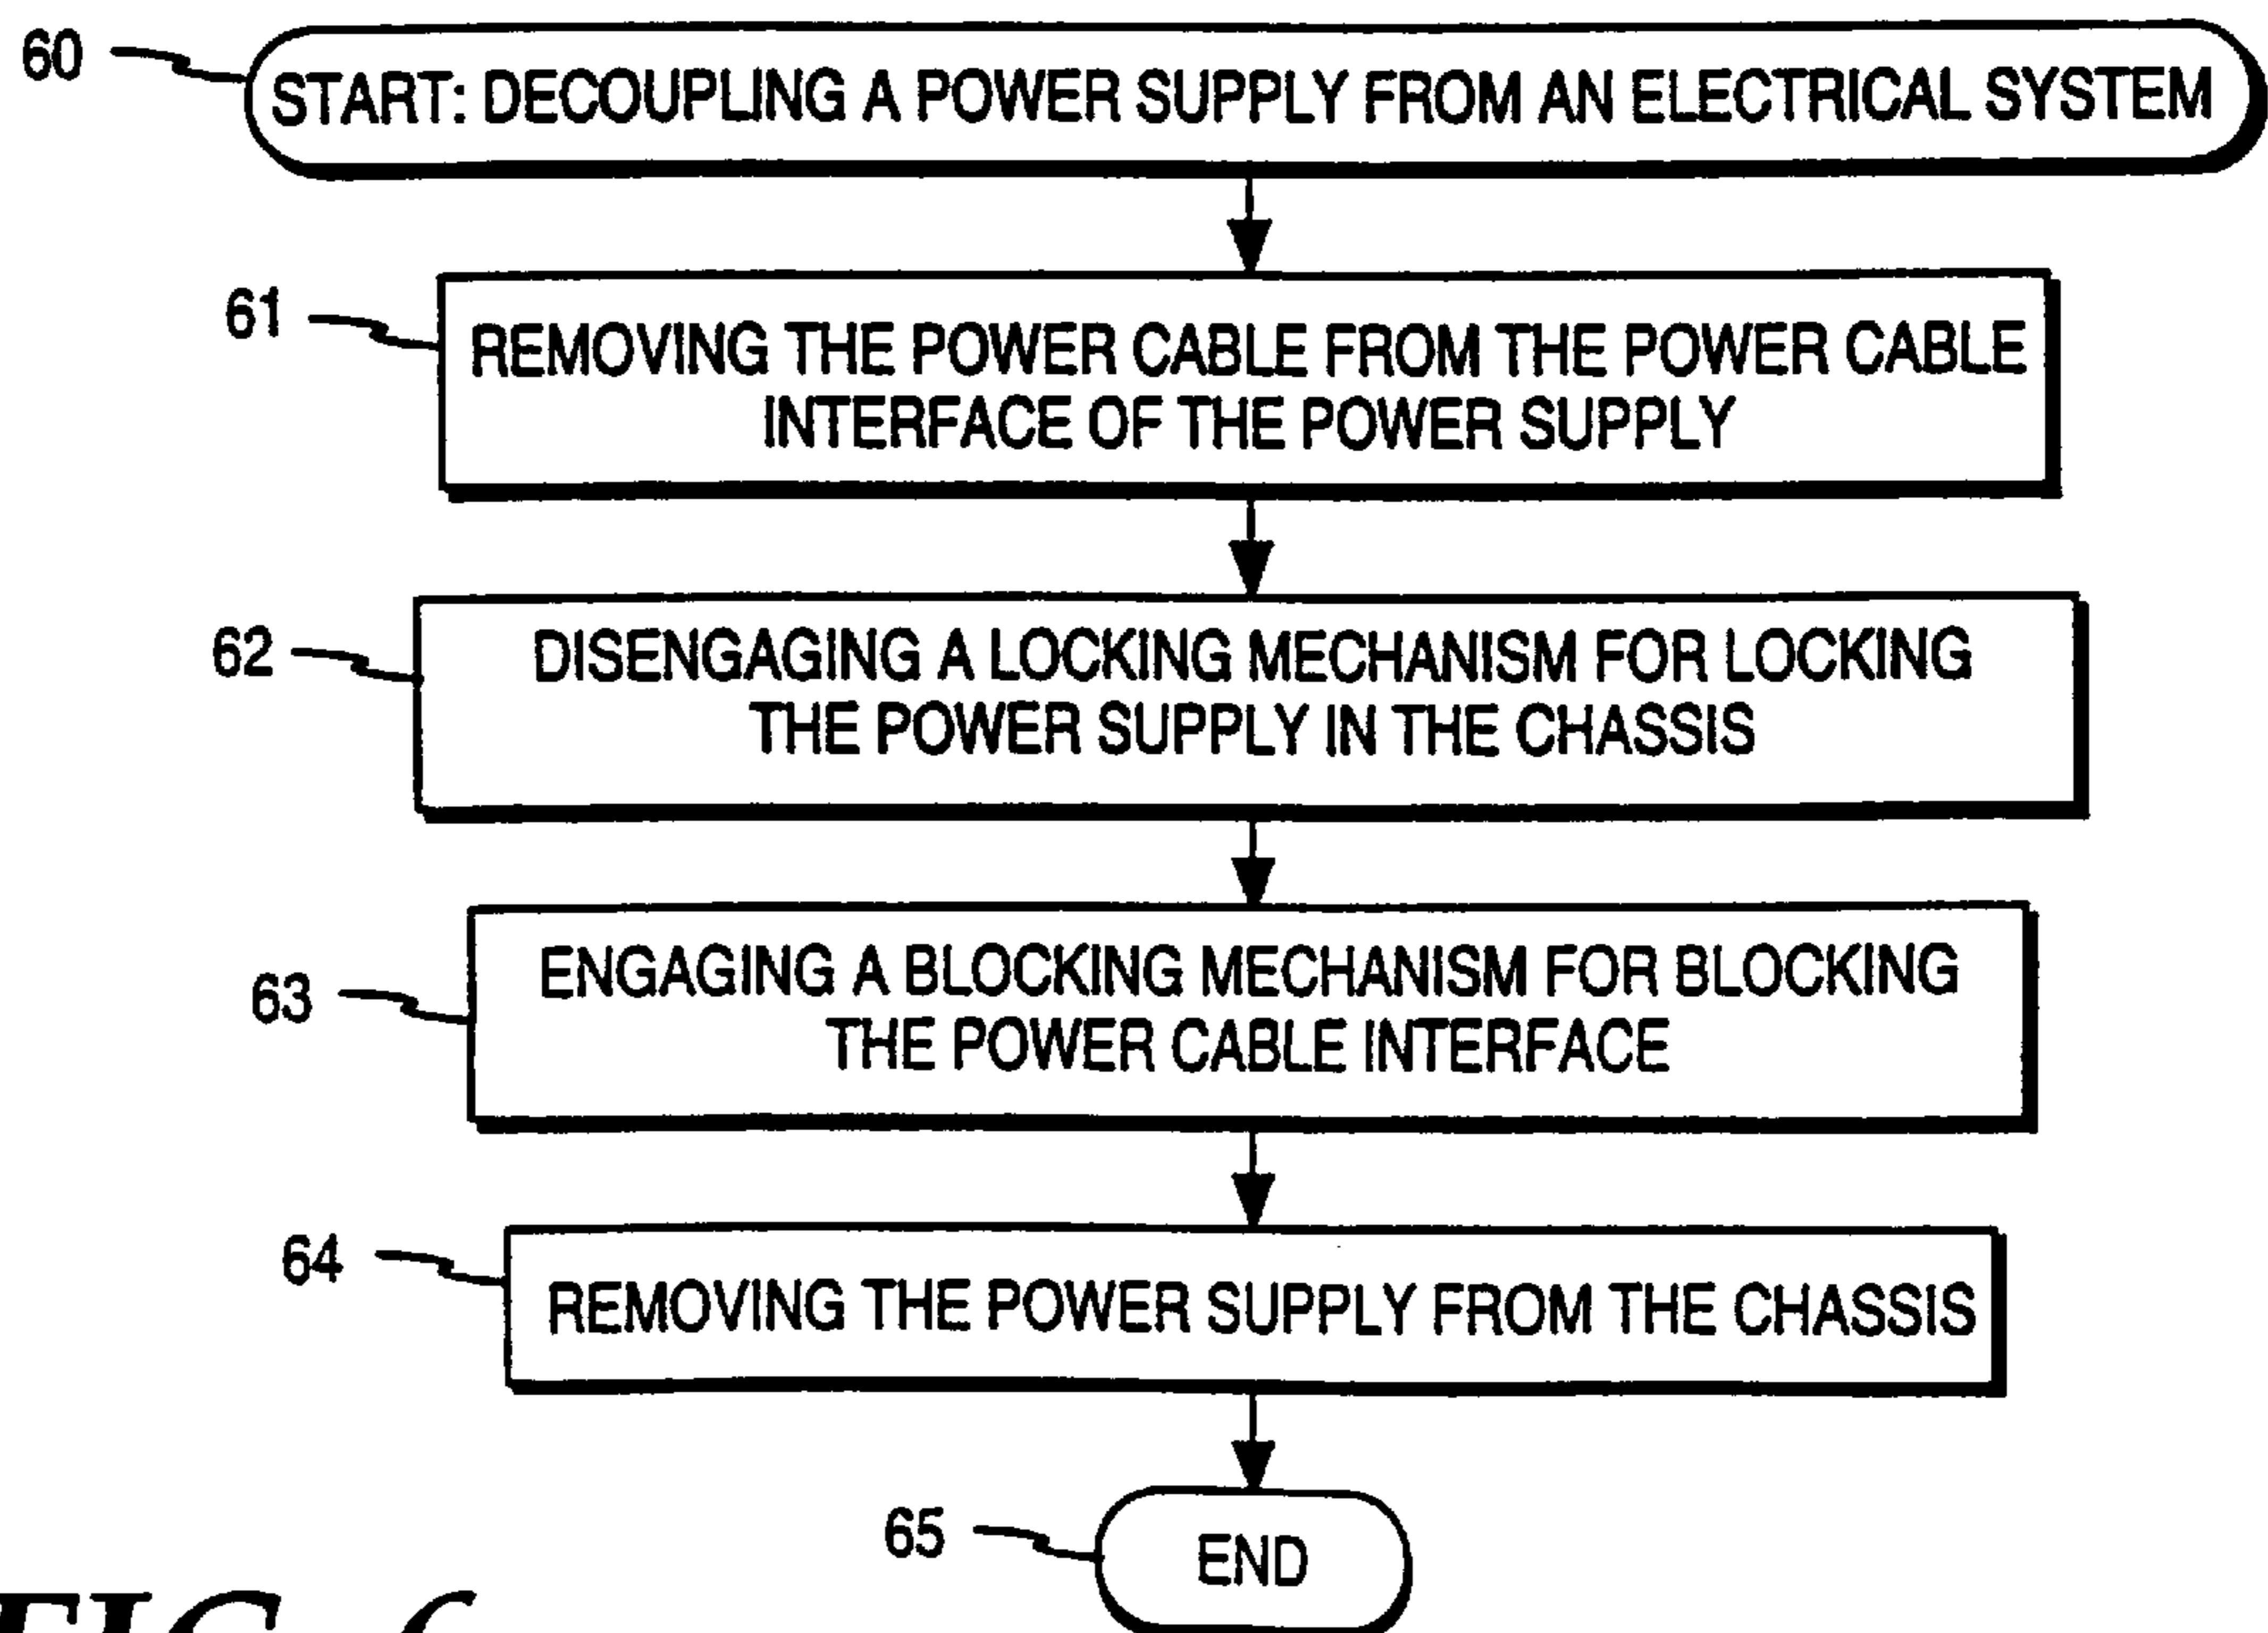 60
START: DECOUPLING A POWER SUPPLY FROM AN ELECTRICAL SYSTEM
61
REMOVING THE POWER CABLE FROM THE POWER CABLE
INTERFACE OF THE POWER SUPPLY
62
DISENGAGING A LOCKING MECHANISM FOR LOCKING
THE POWER SUPPLY IN THE CHASSIS
63
ENGAGING A BLOCKING MECHANISM FOR BLOCKING
THE POWER CABLE INTERFACE
64
REMOVING THE POWER SUPPLY FROM THE CHASSIS
65
END